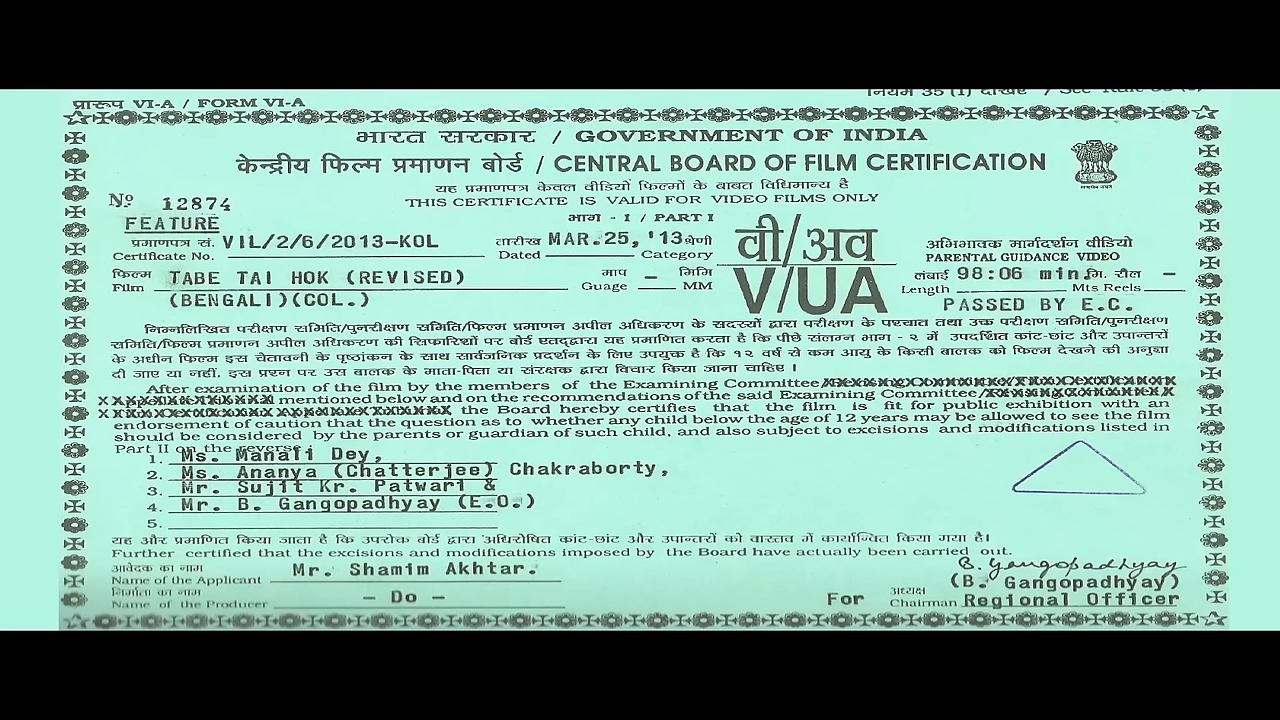 प्रारूप VI-A / FORM VI-A
नियम 35 (1) देखिए / See Rule 35 (1)
भारत सरकार / GOVERNMENT OF INDIA
केन्द्रीय फिल्म प्रमाणन बोर्ड / CENTRAL BOARD OF FILM CERTIFICATION
यह प्रमाणपत्र केवल वीडियो फिल्मों के बाबत विधिमान्य है
Nº 12874 THIS CERTIFICATE IS VALID FOR VIDEO FILMS ONLY
FEATURE भाग - I / PART I
प्रमाणपत्र सं. VIL/2/6/2013-KOL तारीख MAR.25,'13 श्रेणी वी/अव अभिभावक मार्गदर्शन वीडियो
Certificate No. Dated Category PARENTAL GUIDANCE VIDEO
फिल्म TABE TAI HOK (REVISED) माप - मिमि V/UA लंबाई 98:06 min. मि. रील -
Film Guage MM Length Mts Reels
(BENGALI)(COL.) PASSED BY E.C.
निम्नलिखित परीक्षण समिति/पुनरीक्षण समिति/फिल्म प्रमाणन अपील अधिकरण के सदस्यों द्वारा परीक्षण के पश्चात तथा उक्त परीक्षण समिति/पुनरीक्षण
समिति/फिल्म प्रमाणन अपील अधिकरण की सिफारिशों पर बोर्ड एतद्द्वारा यह प्रमाणित करता है कि पीछे संलग्न भाग - २ में उपदर्शित कांट-छांट और उपान्तरों
के अधीन फिल्म इस चेतावनी के पृष्ठांकन के साथ सार्वजनिक प्रदर्शन के लिए उपयुक्त है कि १२ वर्ष से कम आयु के किसी बालक को फिल्म देखने की अनुज्ञा
दी जाए या नहीं, इस प्रश्न पर उस बालक के माता-पिता या संरक्षक द्वारा विचार किया जाना चाहिए ।
After examination of the film by the members of the Examining Committee/
mentioned below and on the recommendations of the said Examining Committee/
the Board hereby certifies that the film is fit for public exhibition with an
endorsement of caution that the question as to whether any child below the age of 12 years may be allowed to see the film
should be considered by the parents or guardian of such child, and also subject to excisions and modifications listed in
Part II on the reverse.
1. Ms. Manali Dey,
2. Ms. Ananya (Chatterjee) Chakraborty,
3. Mr. Sujit Kr. Patwari &
4. Mr. B. Gangopadhyay (E.O.)
5.
यह और प्रमाणित किया जाता है कि उपरोक्त बोर्ड द्वारा अधिरोपित कांट-छांट और उपान्तरों को वास्तव में कार्यान्वित किया गया है।
Further certified that the excisions and modifications imposed by the Board have actually been carried out.
आवेदक का नाम Mr. Shamim Akhtar. B. Gangopadhyay
Name of the Applicant (B. Gangopadhyay)
निर्माता का नाम - Do - For अध्यक्ष Regional Officer
Name of the Producer Chairman